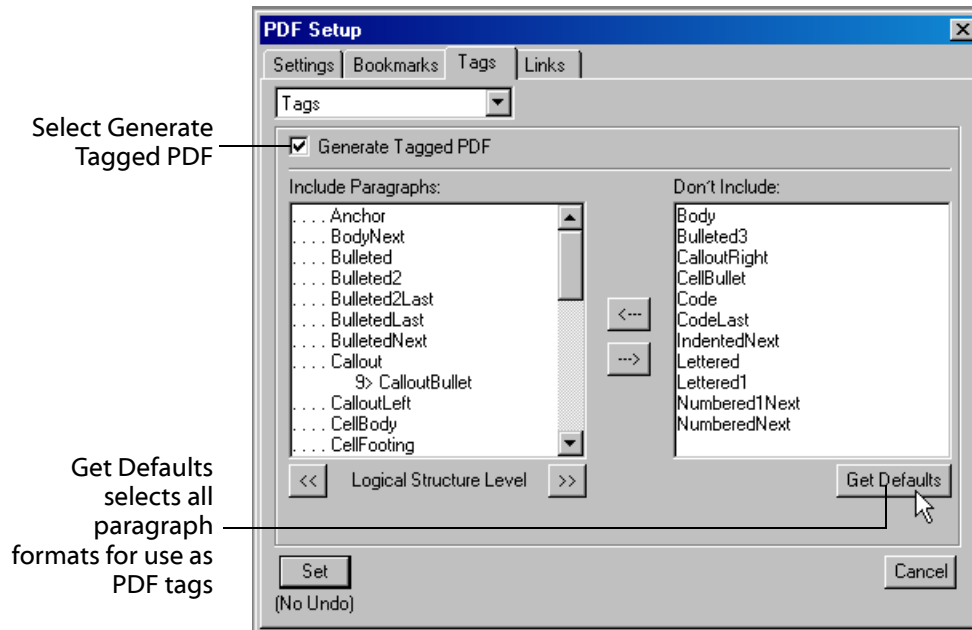 PDF Setup
Settings
Bookmarks
Tags
Links
Tags
Select Generate
Tagged PDF
Generate Tagged PDF
Include Paragraphs:
. . . . Anchor
. . . . BodyNext
. . . . Bulleted
. . . . Bulleted2
. . . . Bulleted2Last
. . . . BulletedLast
. . . . BulletedNext
. . . . Callout
9> CalloutBullet
. . . . CalloutLeft
. . . . CellBody
. . . . CellFooting
<---
--->
Don´t Include:
Body
Bulleted3
CalloutRight
CellBullet
Code
CodeLast
IndentedNext
Lettered
Lettered1
Numbered1Next
NumberedNext
<< Logical Structure Level >>
Get Defaults
Get Defaults
selects all
paragraph
formats for use as
PDF tags
Set
(No Undo)
Cancel